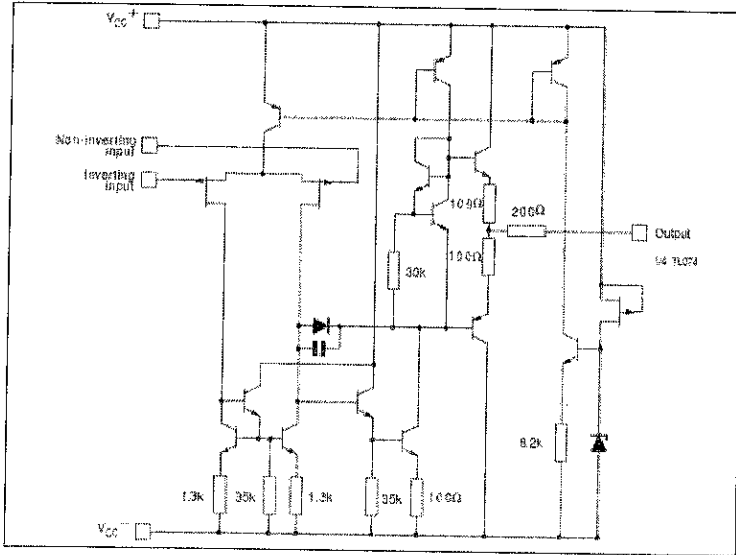 VCC+
Non-inverting
input
Inverting
input
100Ω
200Ω
Output
100Ω
30k
1/4 TL074
8.2k
1.3k
35k
1.3k
35k
100Ω
VCC−